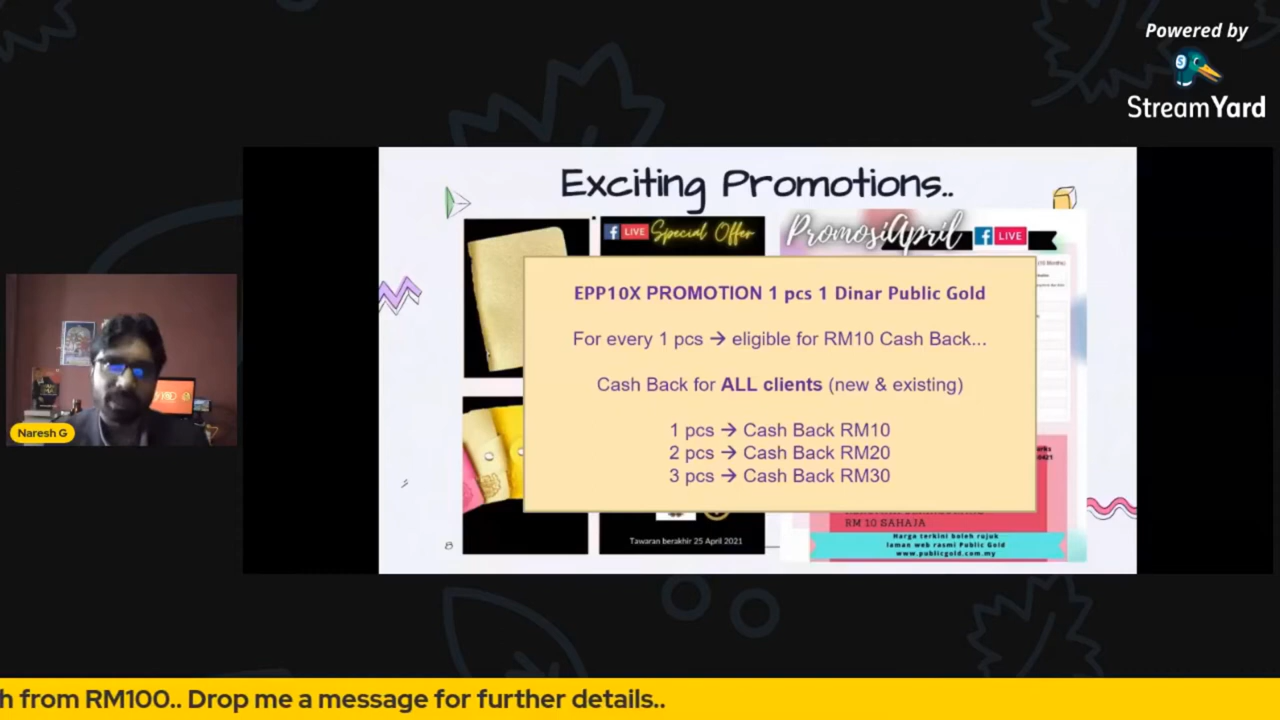 Powered by
StreamYard
Exciting Promotions..
LIVE Special Offer
PromosiApril LIVE
EPP10X PROMOTION 1 pcs 1 Dinar Public Gold
For every 1 pcs → eligible for RM10 Cash Back...
Cash Back for ALL clients (new & existing)
1 pcs → Cash Back RM10
2 pcs → Cash Back RM20
3 pcs → Cash Back RM30
Naresh G
RM 10 SAHAJA
Tawaran berakhir 25 April 2021
Harga terkini boleh rujuk
laman web rasmi Public Gold
www.publicgold.com.my
8
h from RM100.. Drop me a message for further details..